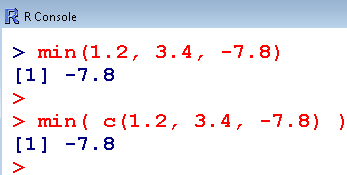 R Console
> min(1.2, 3.4, -7.8)
[1] -7.8
>
> min( c(1.2, 3.4, -7.8) )
[1] -7.8
>